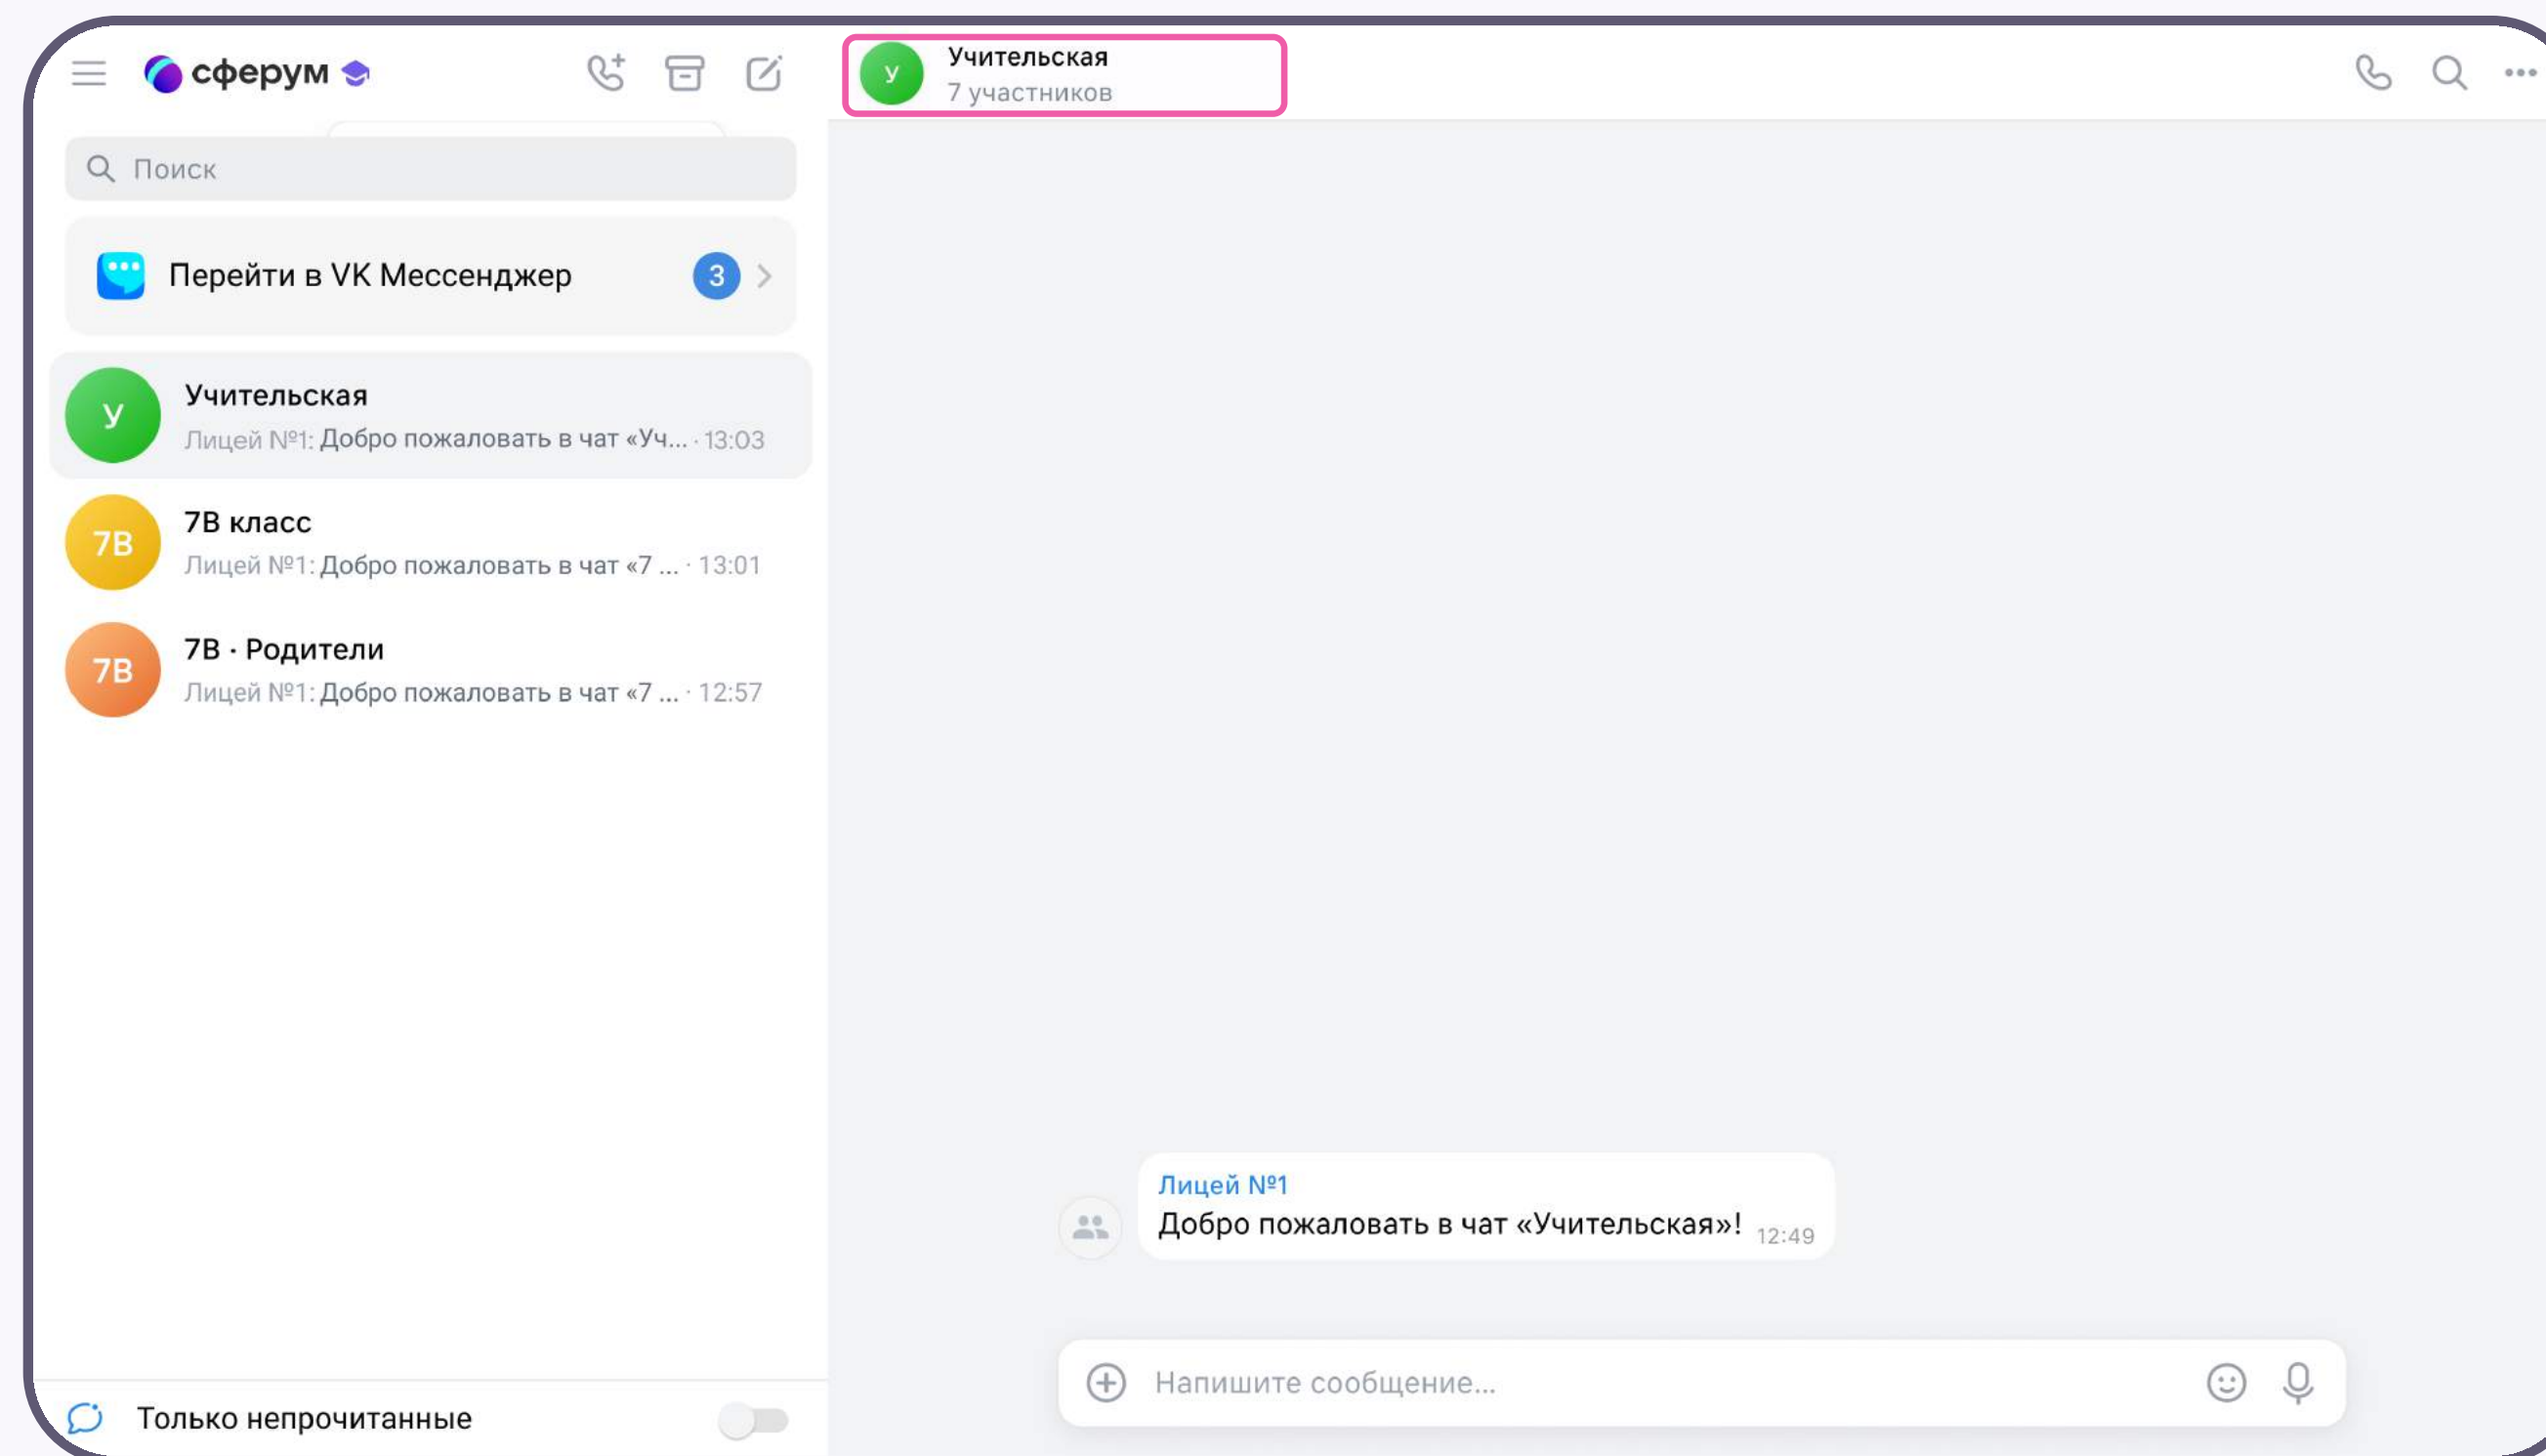 сферум
Поиск
Перейти в VK Мессенджер 3
У Учительская
Лицей №1: Добро пожаловать в чат «Уч... · 13:03
7В 7В класс
Лицей №1: Добро пожаловать в чат «7 ... · 13:01
7В 7В · Родители
Лицей №1: Добро пожаловать в чат «7 ... · 12:57
Только непрочитанные
У Учительская
7 участников
Лицей №1
Добро пожаловать в чат «Учительская»! 12:49
Напишите сообщение...